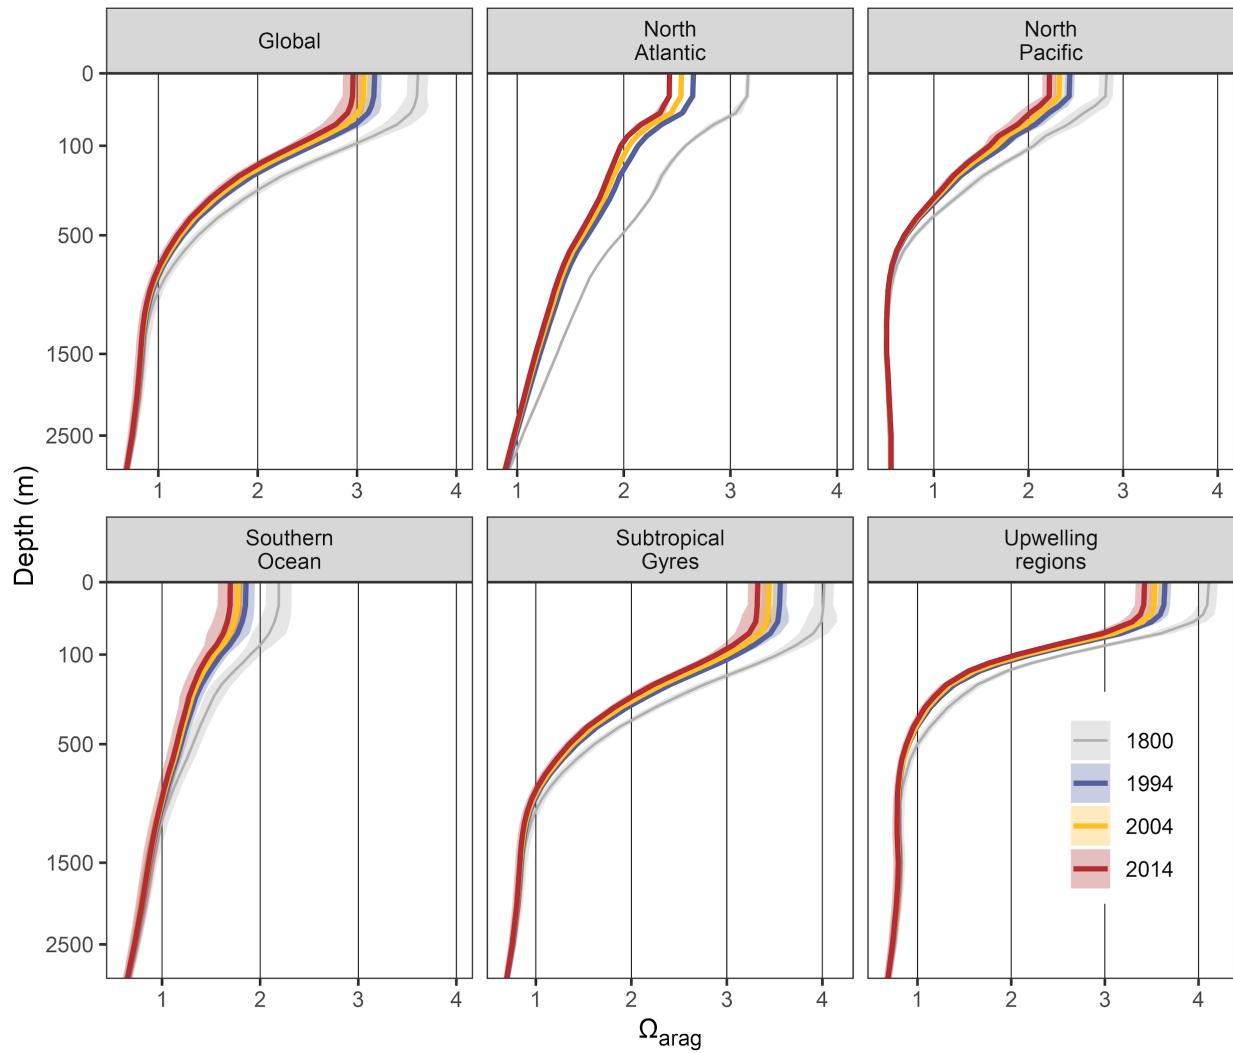 Global
North
Atlantic
North
Pacific
0
100
500
1500
2500
1 2 3 4
1 2 3 4
1 2 3 4
Depth (m)
Southern
Ocean
Subtropical
Gyres
Upwelling
regions
0
100
500
1500
2500
1800
1994
2004
2014
1 2 3 4
1 2 3 4
1 2 3 4
Ωarag